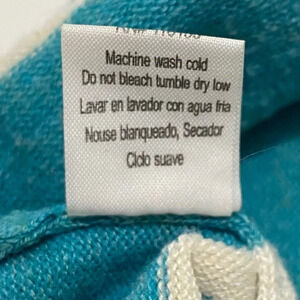 Machine wash cold
Do not bleach tumble dry low
Lavar en lavador con agua fria
Nouse blanqueado, Secador
Ciclo suave